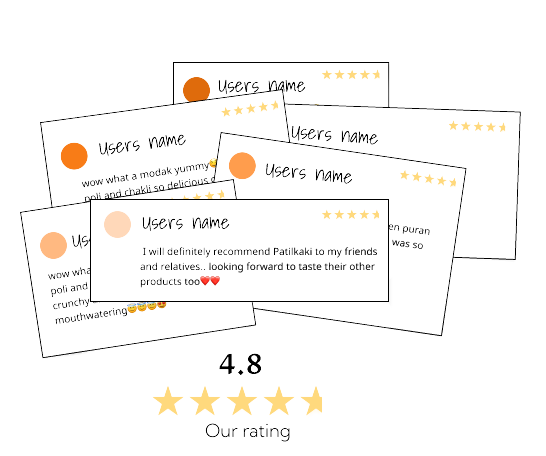 Users name
Users name
wow what a modak yummy😋
poli and chakli so delicious
Users name
Users name
en puran
was so
wow wha
poli and
crunchy
mouthwatering😇😇😇😍
Users name
I will definitely recommend Patilkaki to my friends
and relatives.. looking forward to taste their other
products too❤️❤️
4.8
Our rating